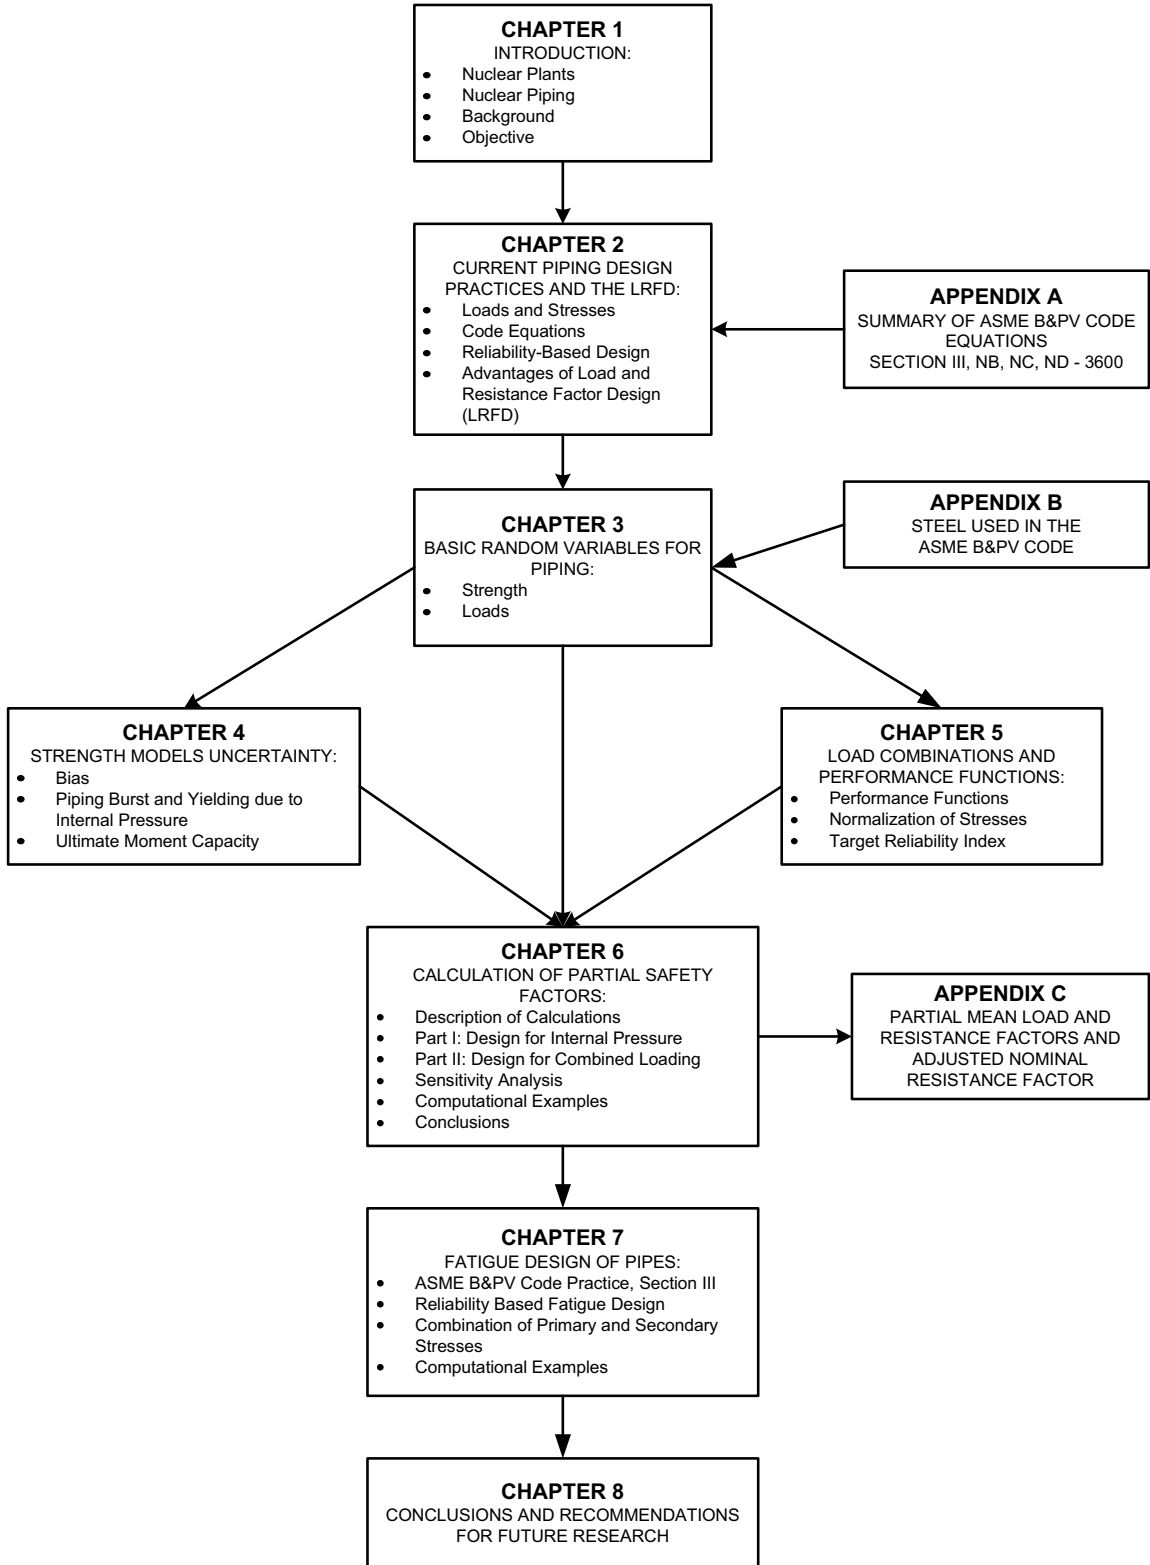 CHAPTER 1
INTRODUCTION:
• Nuclear Plants
• Nuclear Piping
• Background
• Objective
CHAPTER 2
CURRENT PIPING DESIGN
PRACTICES AND THE LRFD:
• Loads and Stresses
• Code Equations
• Reliability-Based Design
• Advantages of Load and
Resistance Factor Design
(LRFD)
APPENDIX A
SUMMARY OF ASME B&PV CODE
EQUATIONS
SECTION III, NB, NC, ND - 3600
CHAPTER 3
BASIC RANDOM VARIABLES FOR
PIPING:
• Strength
• Loads
APPENDIX B
STEEL USED IN THE
ASME B&PV CODE
CHAPTER 4
STRENGTH MODELS UNCERTAINTY:
• Bias
• Piping Burst and Yielding due to
Internal Pressure
• Ultimate Moment Capacity
CHAPTER 5
LOAD COMBINATIONS AND
PERFORMANCE FUNCTIONS:
• Performance Functions
• Normalization of Stresses
• Target Reliability Index
CHAPTER 6
CALCULATION OF PARTIAL SAFETY
FACTORS:
• Description of Calculations
• Part I: Design for Internal Pressure
• Part II: Design for Combined Loading
• Sensitivity Analysis
• Computational Examples
• Conclusions
APPENDIX C
PARTIAL MEAN LOAD AND
RESISTANCE FACTORS AND
ADJUSTED NOMINAL
RESISTANCE FACTOR
CHAPTER 7
FATIGUE DESIGN OF PIPES:
• ASME B&PV Code Practice, Section III
• Reliability Based Fatigue Design
• Combination of Primary and Secondary
Stresses
• Computational Examples
CHAPTER 8
CONCLUSIONS AND RECOMMENDATIONS
FOR FUTURE RESEARCH